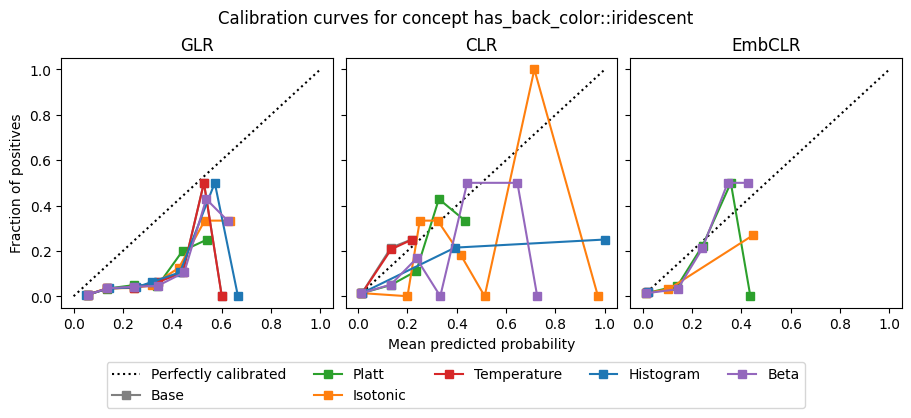 Calibration curves for concept has_back_color::iridescent
GLR
CLR
EmbCLR
Fraction of positives
1.0
0.8
0.6
0.4
0.2
0.0
0.0 0.2 0.4 0.6 0.8 1.0
0.0 0.2 0.4 0.6 0.8 1.0
0.0 0.2 0.4 0.6 0.8 1.0
Mean predicted probability
Perfectly calibrated
Base
Platt
Isotonic
Temperature
Histogram
Beta